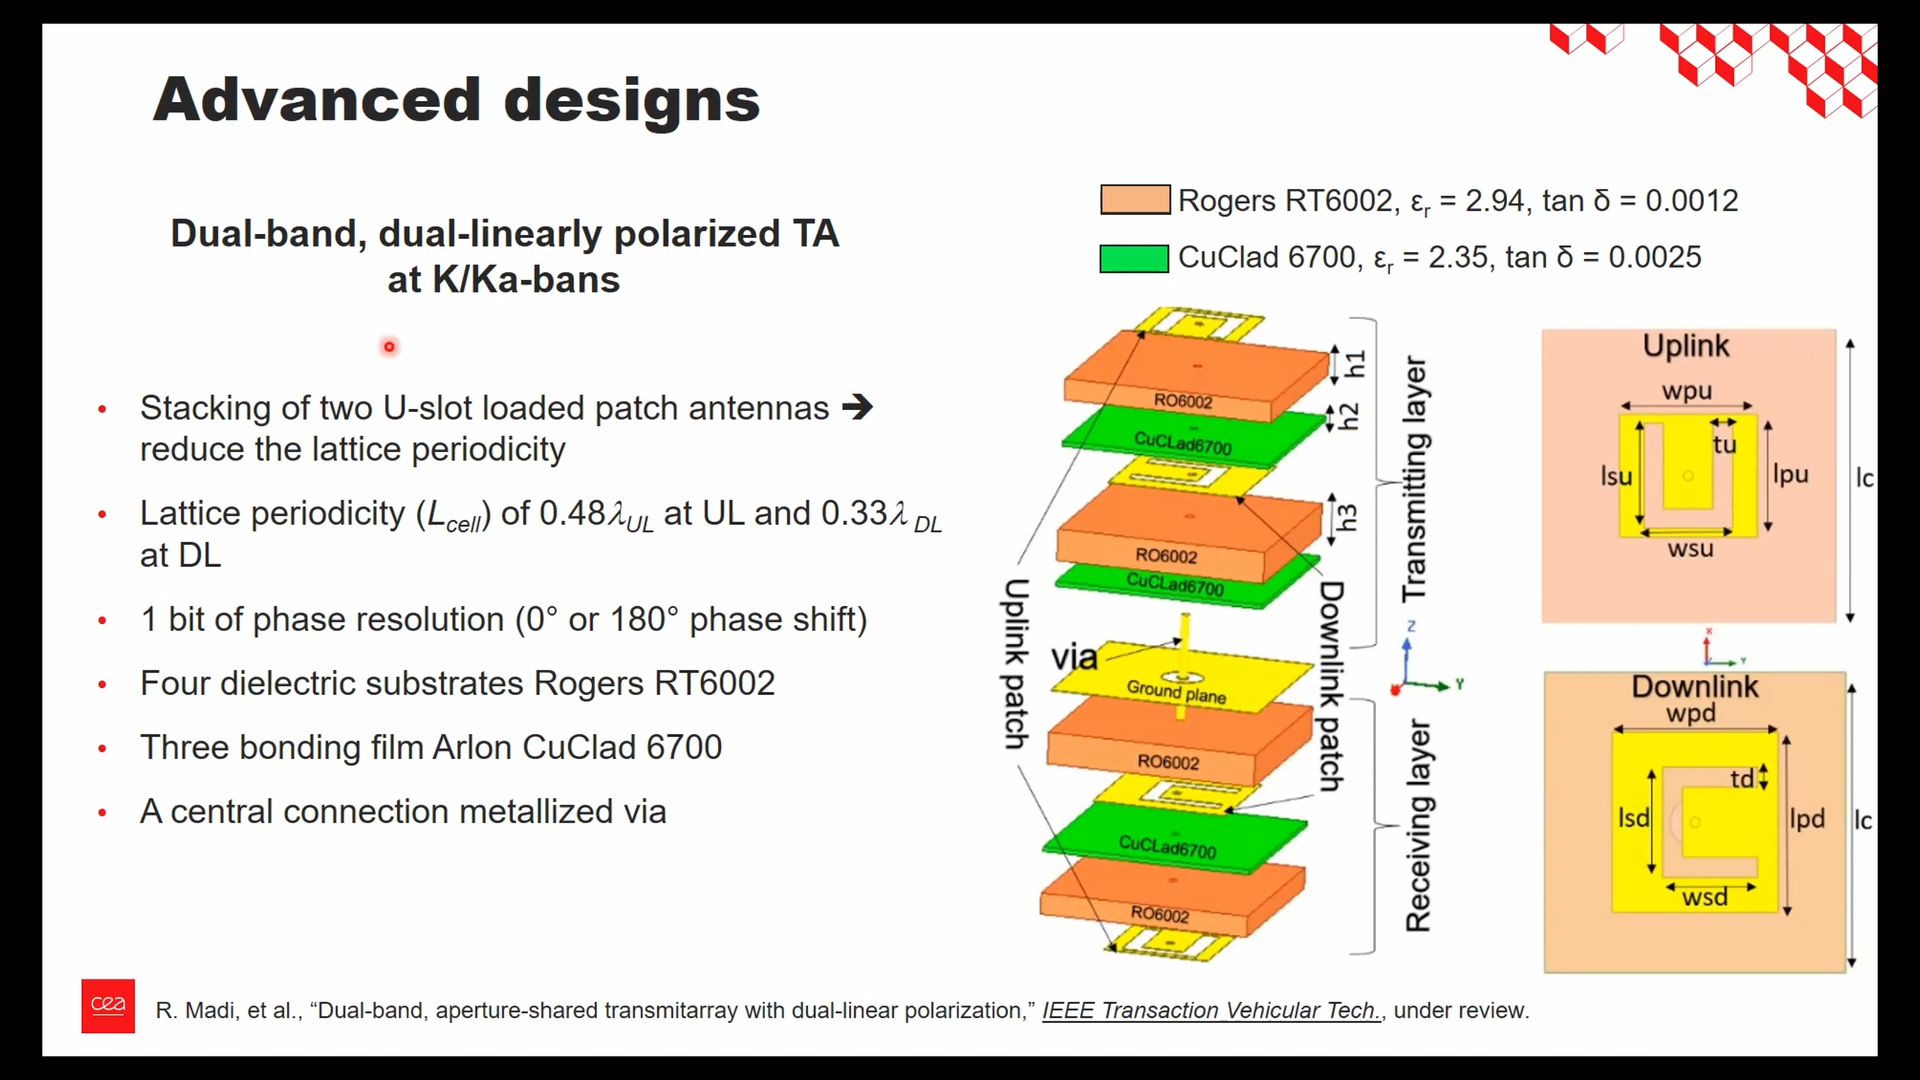 Advanced designs
Dual-band, dual-linearly polarized TA
at K/Ka-bans
• Stacking of two U-slot loaded patch antennas ➔
reduce the lattice periodicity
• Lattice periodicity (Lcell) of 0.48λUL at UL and 0.33λ DL
at DL
• 1 bit of phase resolution (0° or 180° phase shift)
• Four dielectric substrates Rogers RT6002
• Three bonding film Arlon CuClad 6700
• A central connection metallized via
Rogers RT6002, εr = 2.94, tan δ = 0.0012
CuClad 6700, εr = 2.35, tan δ = 0.0025
RO6002
h1
CuCLad6700
h2
RO6002
h3
CuCLad6700
via
Ground plane
RO6002
CuCLad6700
RO6002
Uplink patch
Downlink patch
Transmitting layer
Receiving layer
Z
Y
Uplink
wpu
tu
lsu
lpu
lc
wsu
X
Y
Downlink
wpd
td
lsd
lpd
lc
wsd
cea
R. Madi, et al., “Dual-band, aperture-shared transmitarray with dual-linear polarization,” IEEE Transaction Vehicular Tech., under review.